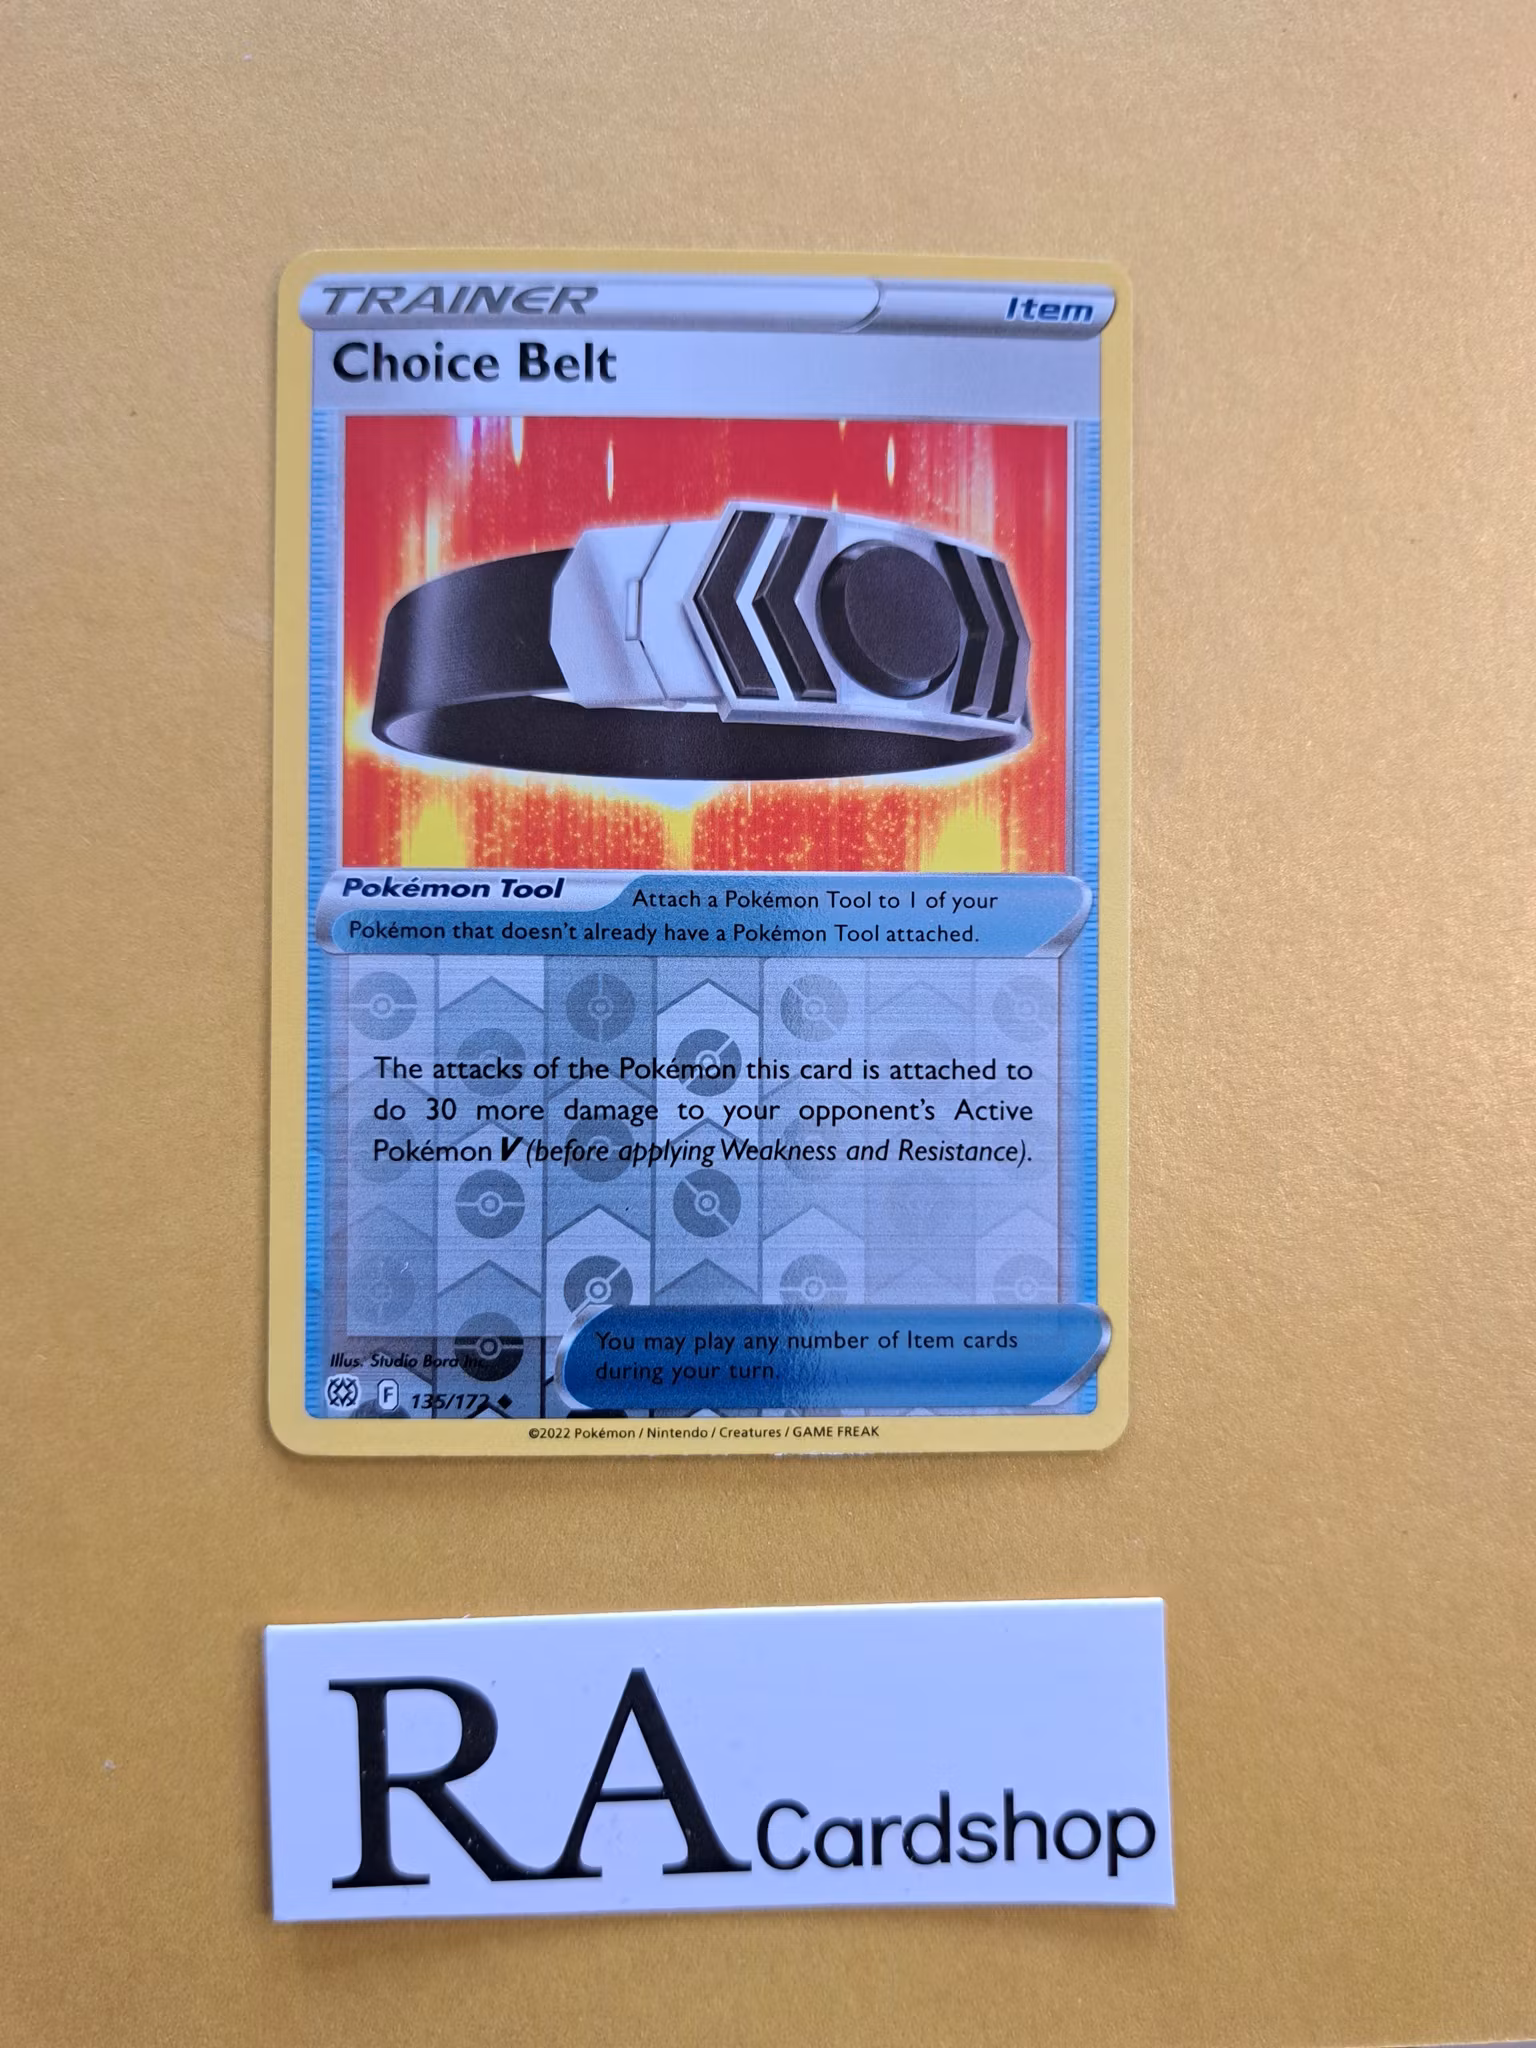 TRAINER
Item
Choice Belt
Pokémon Tool
Attach a Pokémon Tool to 1 of your
Pokémon that doesn't already have a Pokémon Tool attached.
The attacks of the Pokémon this card is attached to
do 30 more damage to your opponent's Active
Pokémon V (before applying Weakness and Resistance).
You may play any number of Item cards
during your turn.
Illus. Studio Bora Inc.
F 135/172
©2022 Pokémon / Nintendo / Creatures / GAME FREAK
RA Cardshop